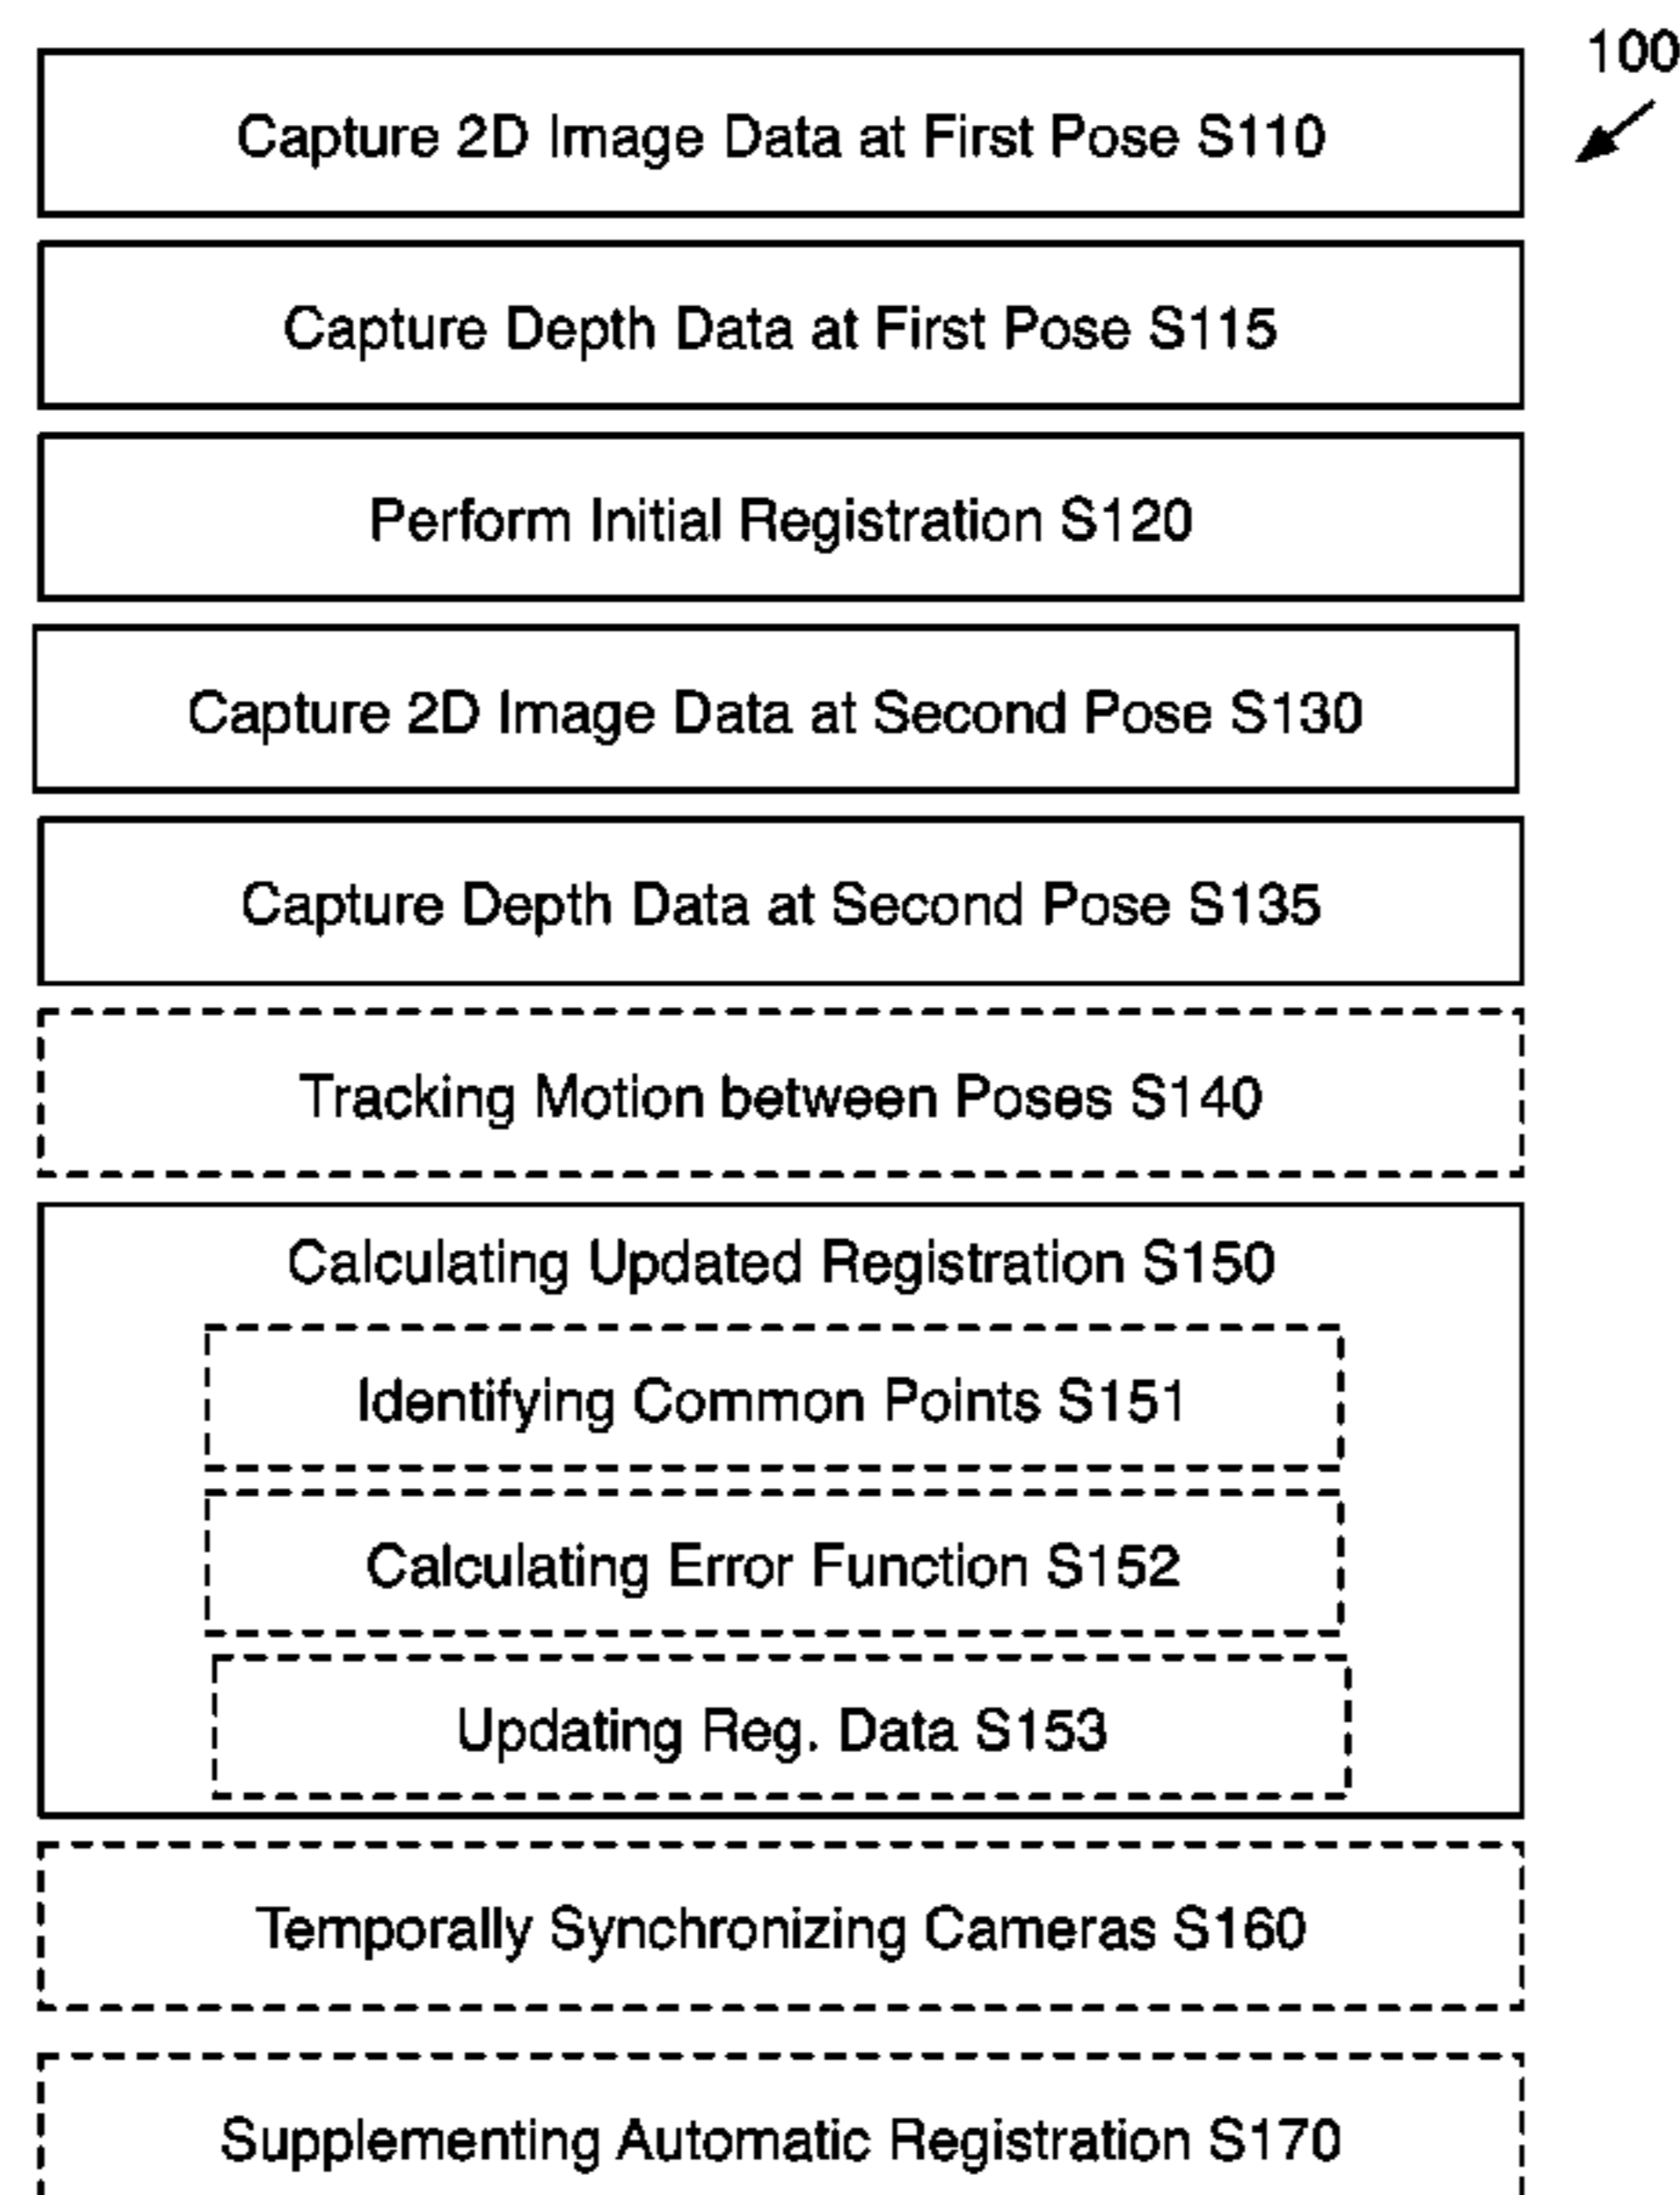 100
Capture 2D Image Data at First Pose S110
Capture Depth Data at First Pose S115
Perform Initial Registration S120
Capture 2D Image Data at Second Pose S130
Capture Depth Data at Second Pose S135
Tracking Motion between Poses S140
Calculating Updated Registration S150
Identifying Common Points S151
Calculating Error Function S152
Updating Reg. Data S153
Temporally Synchronizing Cameras S160
Supplementing Automatic Registration S170